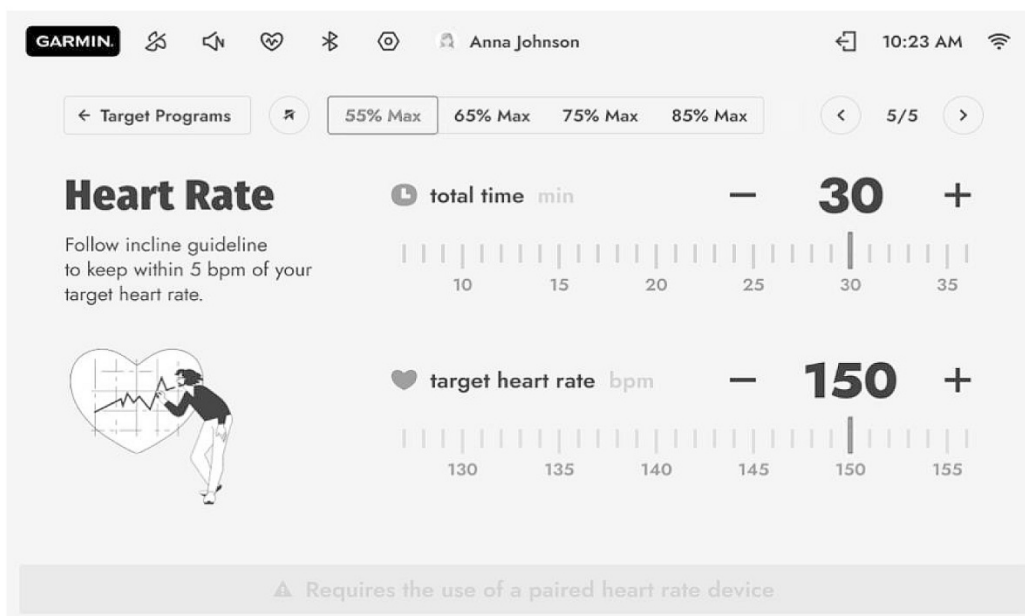 GARMIN. Anna Johnson 10:23 AM
← Target Programs 55% Max 65% Max 75% Max 85% Max < 5/5 >
Heart Rate
Follow incline guideline
to keep within 5 bpm of your
target heart rate.
total time min − 30 +
10 15 20 25 30 35
target heart rate bpm − 150 +
130 135 140 145 150 155
Requires the use of a paired heart rate device